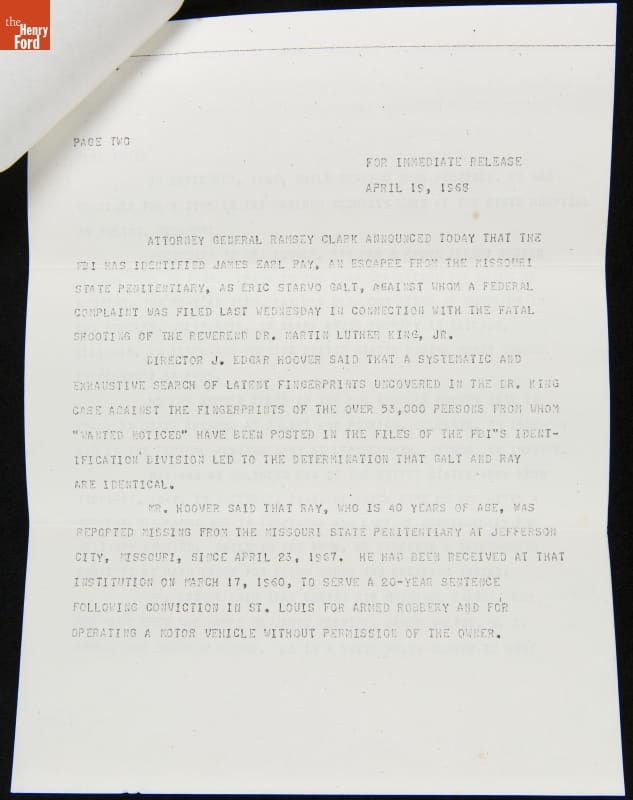 the
Henry
Ford
PAGE TWO
FOR IMMEDIATE RELEASE
APRIL 19, 1968
ATTORNEY GENERAL RAMSEY CLARK ANNOUNCED TODAY THAT THE
FBI HAS IDENTIFIED JAMES EARL RAY, AN ESCAPEE FROM THE MISSOURI
STATE PENITENTIARY, AS ERIC STARVO GALT, AGAINST WHOM A FEDERAL
COMPLAINT WAS FILED LAST WEDNESDAY IN CONNECTION WITH THE FATAL
SHOOTING OF THE REVEREND DR. MARTIN LUTHER KING, JR.
DIRECTOR J. EDGAR HOOVER SAID THAT A SYSTEMATIC AND
EXHAUSTIVE SEARCH OF LATENT FINGERPRINTS UNCOVERED IN THE DR. KING
CASE AGAINST THE FINGERPRINTS OF THE OVER 53,000 PERSONS FROM WHOM
"WANTED NOTICES" HAVE BEEN POSTED IN THE FILES OF THE FBI"S IDENT-
IFICATION DIVISION LED TO THE DETERMINATION THAT GALT AND RAY
ARE IDENTICAL.
MR. HOOVER SAID THAT RAY, WHO IS 40 YEARS OF AGE, WAS
REPORTED MISSING FROM THE MISSOURI STATE PENITENTIARY AT JEFFERSON
CITY, MISSOURI, SINCE APRIL 23, 1967. HE HAD BEEN RECEIVED AT THAT
INSTITUTION ON MARCH 17, 1960, TO SERVE A 20-YEAR SENTENCE
FOLLOWING CONVICTION IN ST. LOUIS FOR ARMED ROBBERY AND FOR
OPERATING A MOTOR VEHICLE WITHOUT PERMISSION OF THE OWNER.